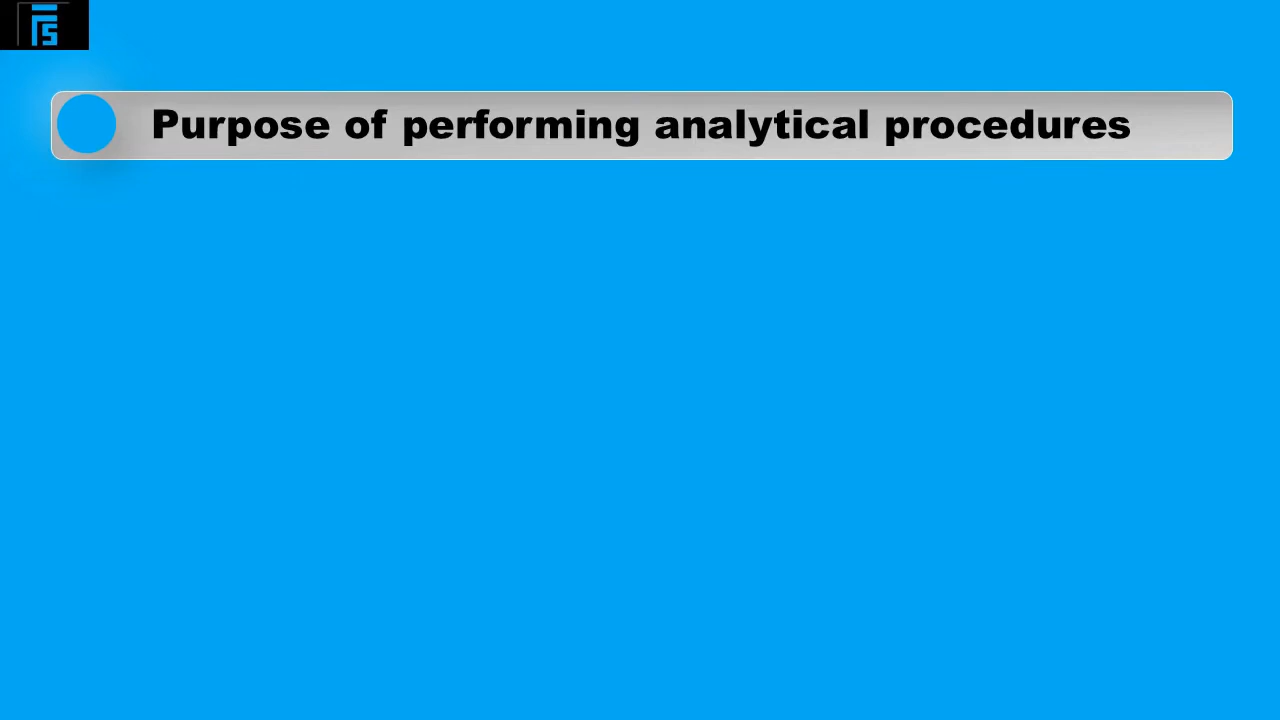 Purpose of performing analytical procedures